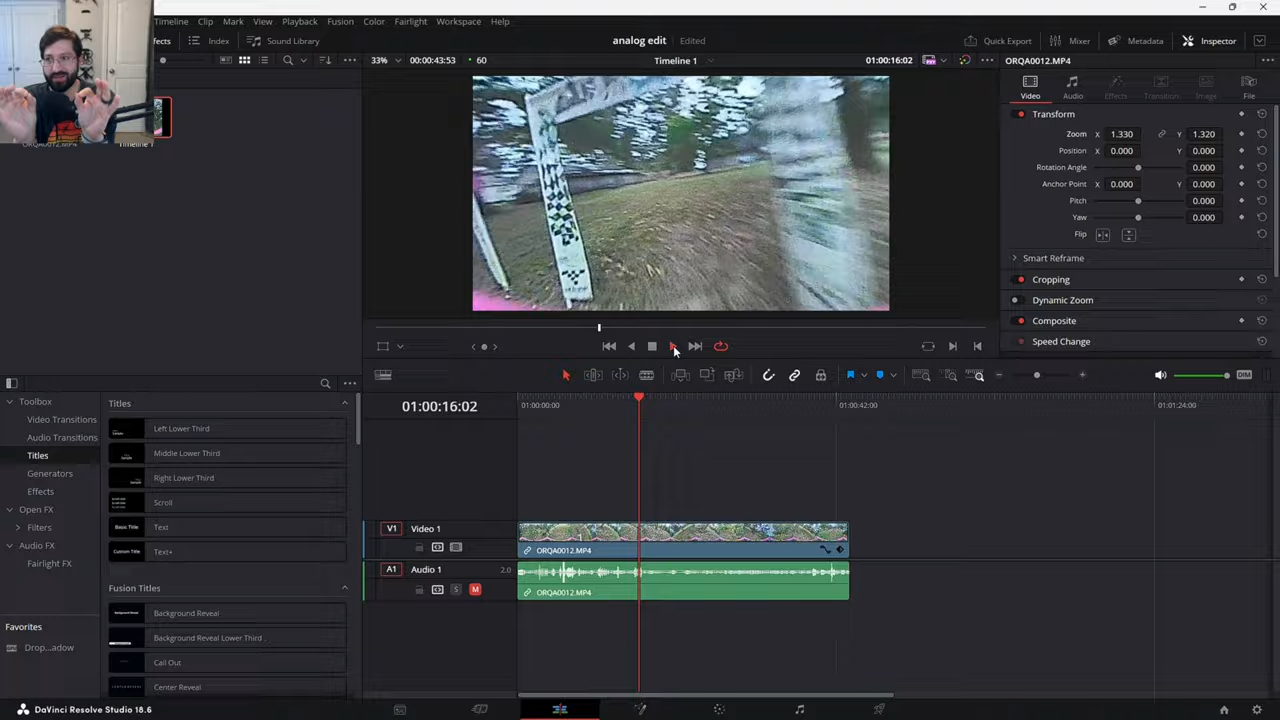 Timeline Clip Mark View Playback Fusion Color Fairlight Workspace Help
Index Sound Library analog edit Edited Quick Export Mixer Metadata Inspector
33% 00:00:43:53 60 Timeline 1 01:00:16:02 ORQA0012.MP4
Video Audio Effects Transition Image File
Transform
Zoom X 1.330 Y 1.320
Position X 0.000 Y 0.000
Rotation Angle 0.000
Anchor Point X 0.000 Y 0.000
Pitch 0.000
Yaw 0.000
Flip
Smart Reframe
Cropping
Dynamic Zoom
Composite
Speed Change
ORQA0012.MP4 Timeline 1
DIM
01:00:16:02 01:00:00:00 01:00:42:00 01:01:24:00
Toolbox
Video Transitions
Audio Transitions
Titles
Generators
Effects
Open FX
Filters
Audio FX
Fairlight FX
Favorites
Drop...adow
Titles
Left Lower Third
Middle Lower Third
Right Lower Third
Scroll
Basic Title Text
Custom Title Text+
Fusion Titles
Background Reveal
Background Reveal Lower Third
Call Out
Center Reveal
V1 Video 1
ORQA0012.MP4
A1 Audio 1 2.0
S M
ORQA0012.MP4
DaVinci Resolve Studio 18.6